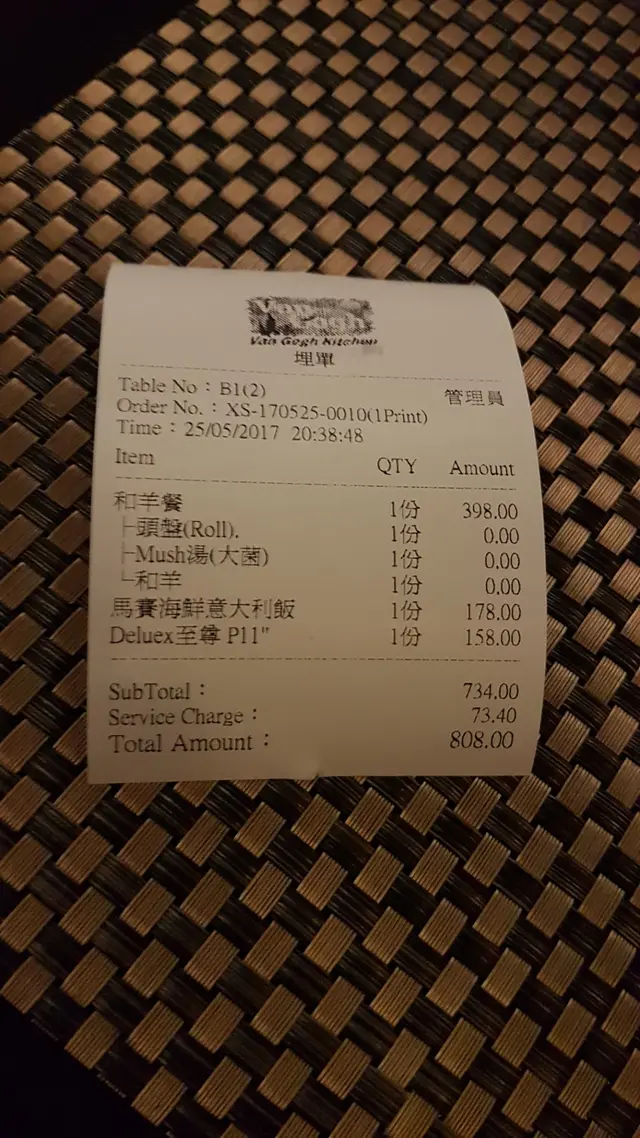 Van Gogh
Van Gogh Kitchen
埋單
Table No：B1(2) 管理員
Order No.：XS-170525-0010(1Print)
Time：25/05/2017 20:38:48
Item QTY Amount
和羊餐 1份 398.00
├頭盤(Roll). 1份 0.00
├Mush湯(大菌) 1份 0.00
└和羊 1份 0.00
馬賽海鮮意大利飯 1份 178.00
Deluex至尊 P11" 1份 158.00
SubTotal： 734.00
Service Charge： 73.40
Total Amount： 808.00